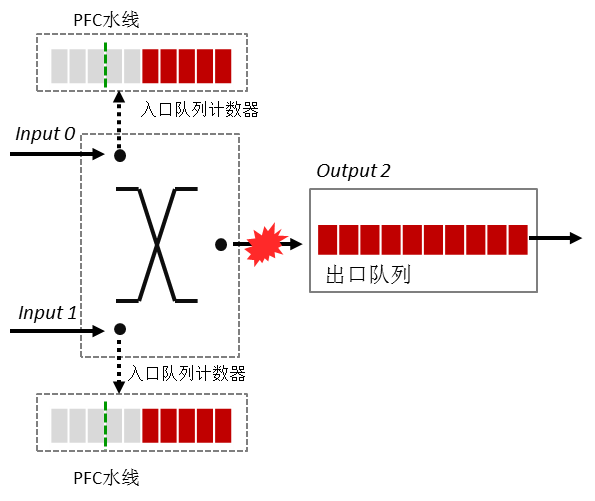 PFC水线
入口队列计数器
Input 0
Output 2
出口队列
Input 1
入口队列计数器
PFC水线